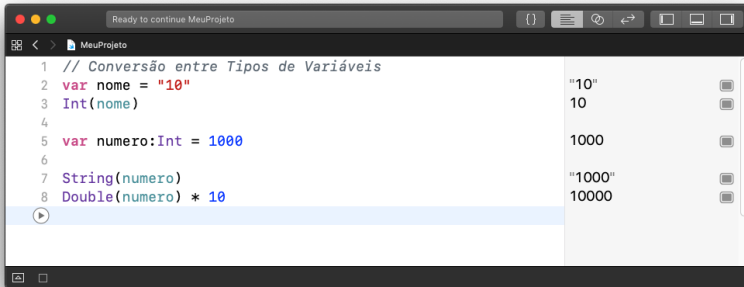 Ready to continue MeuProjeto
{}
MeuProjeto
1 // Conversão entre Tipos de Variáveis
2 var nome = "10" "10"
3 Int(nome) 10
4
5 var numero:Int = 1000 1000
6
7 String(numero) "1000"
8 Double(numero) * 10 10000